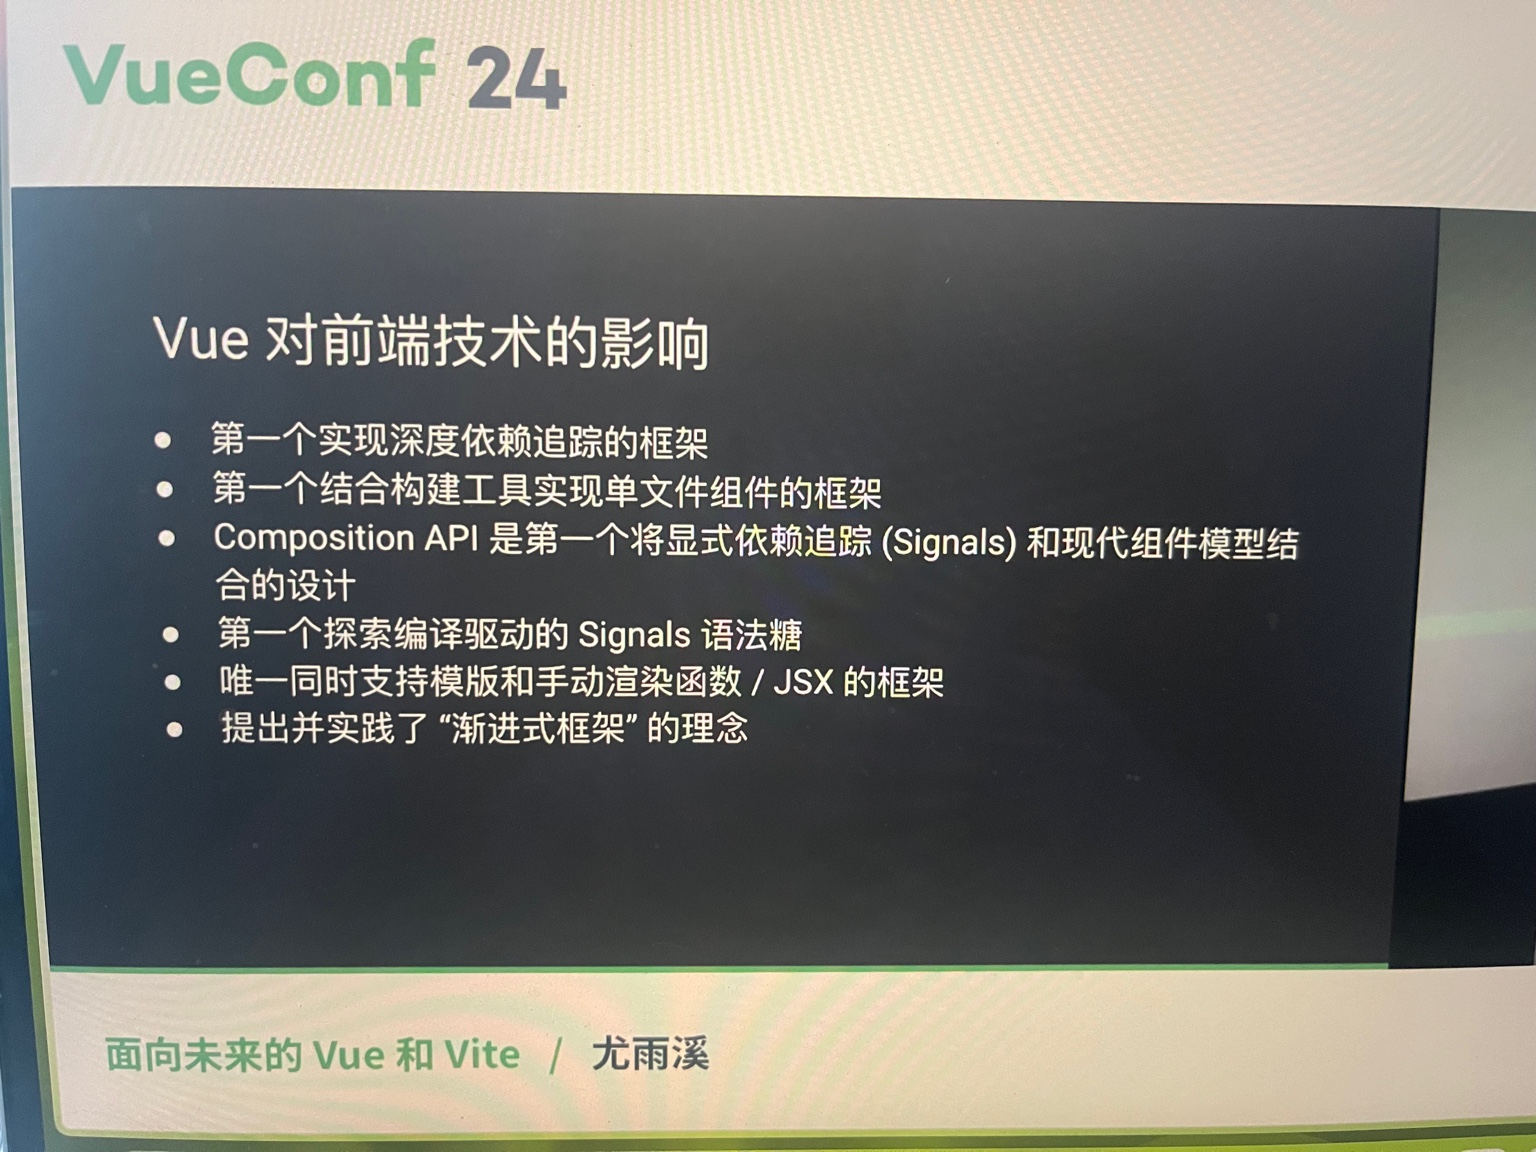 VueConf 24
Vue 对前端技术的影响
● 第一个实现深度依赖追踪的框架
● 第一个结合构建工具实现单文件组件的框架
● Composition API 是第一个将显式依赖追踪 (Signals) 和现代组件模型结
合的设计
● 第一个探索编译驱动的 Signals 语法糖
● 唯一同时支持模版和手动渲染函数 / JSX 的框架
● 提出并实践了 “渐进式框架” 的理念
面向未来的 Vue 和 Vite / 尤雨溪